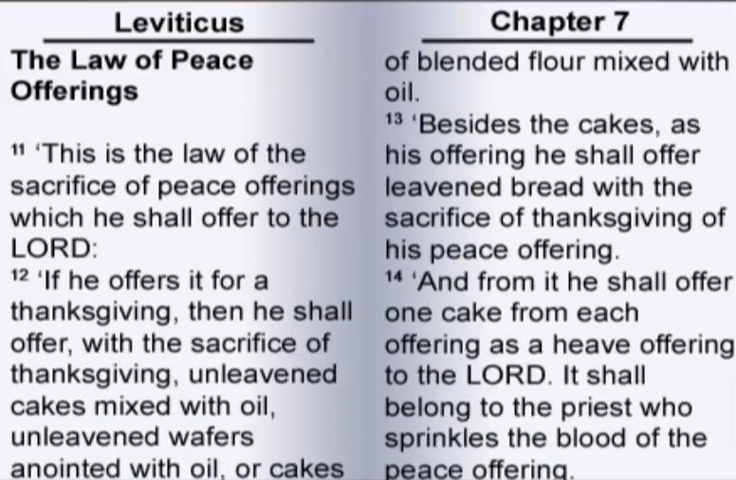 Leviticus
The Law of Peace
Offerings
¹¹ ‘This is the law of the
sacrifice of peace offerings
which he shall offer to the
LORD:
¹² ‘If he offers it for a
thanksgiving, then he shall
offer, with the sacrifice of
thanksgiving, unleavened
cakes mixed with oil,
unleavened wafers
anointed with oil, or cakes
Chapter 7
of blended flour mixed with
oil.
¹³ ‘Besides the cakes, as
his offering he shall offer
leavened bread with the
sacrifice of thanksgiving of
his peace offering.
¹⁴ ‘And from it he shall offer
one cake from each
offering as a heave offering
to the LORD. It shall
belong to the priest who
sprinkles the blood of the
peace offering.